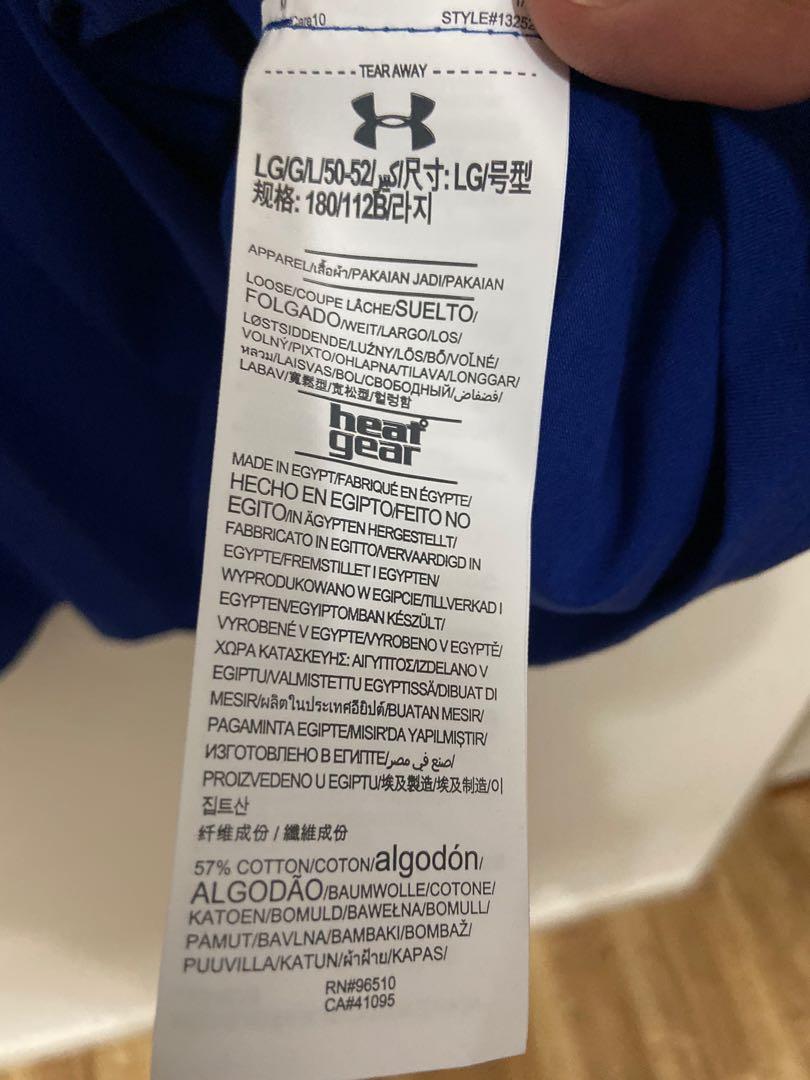 Care10
STYLE#1325
TEAR AWAY
LG/G/L/50-52/كبير/尺寸: LG/号型
规格: 180/112B/라지
APPAREL/เสื้อผ้า/PAKAIAN JADI/PAKAIAN
LOOSE/COUPE LÂCHE/SUELTO/
FOLGADO/WEIT/LARGO/LOS/
LØSTSIDDENDE/LUŹNY/LÖS/BŐ/VOĽNÉ/
VOLNÝ/ΡΙΧΤΟ/OHLAPNA/TILAVA/LONGGAR/
หลวม/LAISVAS/BOL/СВОБОДНЫЙ/فضفاض/
LABAV/寬鬆型/宽松型/헐렁함
heat
gear
MADE IN EGYPT/FABRIQUÉ EN ÉGYPTE/
HECHO EN EGIPTO/FEITO NO
EGITO/IN ÄGYPTEN HERGESTELLT/
FABBRICATO IN EGITTO/VERVAARDIGD IN
EGYPTE/FREMSTILLET I EGYPTEN/
WYPRODUKOWANO W EGIPCIE/TILLVERKAD I
EGYPTEN/EGYIPTOMBAN KÉSZÜLT/
VYROBENÉ V EGYPTE/VYROBENO V EGYPTĚ/
ΧΩΡΑ ΚΑΤΑΣΚΕΥΗΣ: ΑΙΓΥΠΤΟΣ/IZDELANO V
EGIPTU/VALMISTETTU EGYPTISSÄ/DIBUAT DI
MESIR/ผลิตในประเทศอียิปต์/BUATAN MESIR/
PAGAMINTA EGIPTE/MISIR'DA YAPILMIŞTIR/
ИЗГОТОВЛЕНО В ЕГИПТЕ/صنع في مصر/
PROIZVEDENO U EGIPTU/埃及製造/埃及制造/이
집트산
纤维成份 / 纖維成份
57% COTTON/COTON/algodón/
ALGODÃO/BAUMWOLLE/COTONE/
KATOEN/BOMULD/BAWEŁNA/BOMULL/
PAMUT/BAVLNA/BAMBAKI/BOMBAŽ/
PUUVILLA/KATUN/ผ้าฝ้าย/KAPAS/
RN#96510
CA#41095